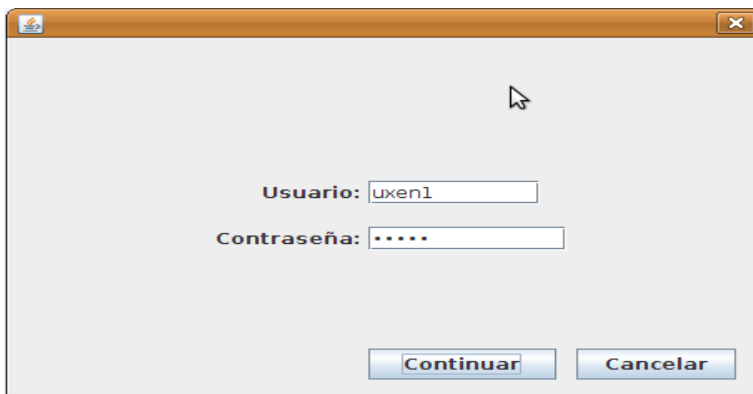 Usuario: uxen1
Contraseña: •••••
Continuar Cancelar